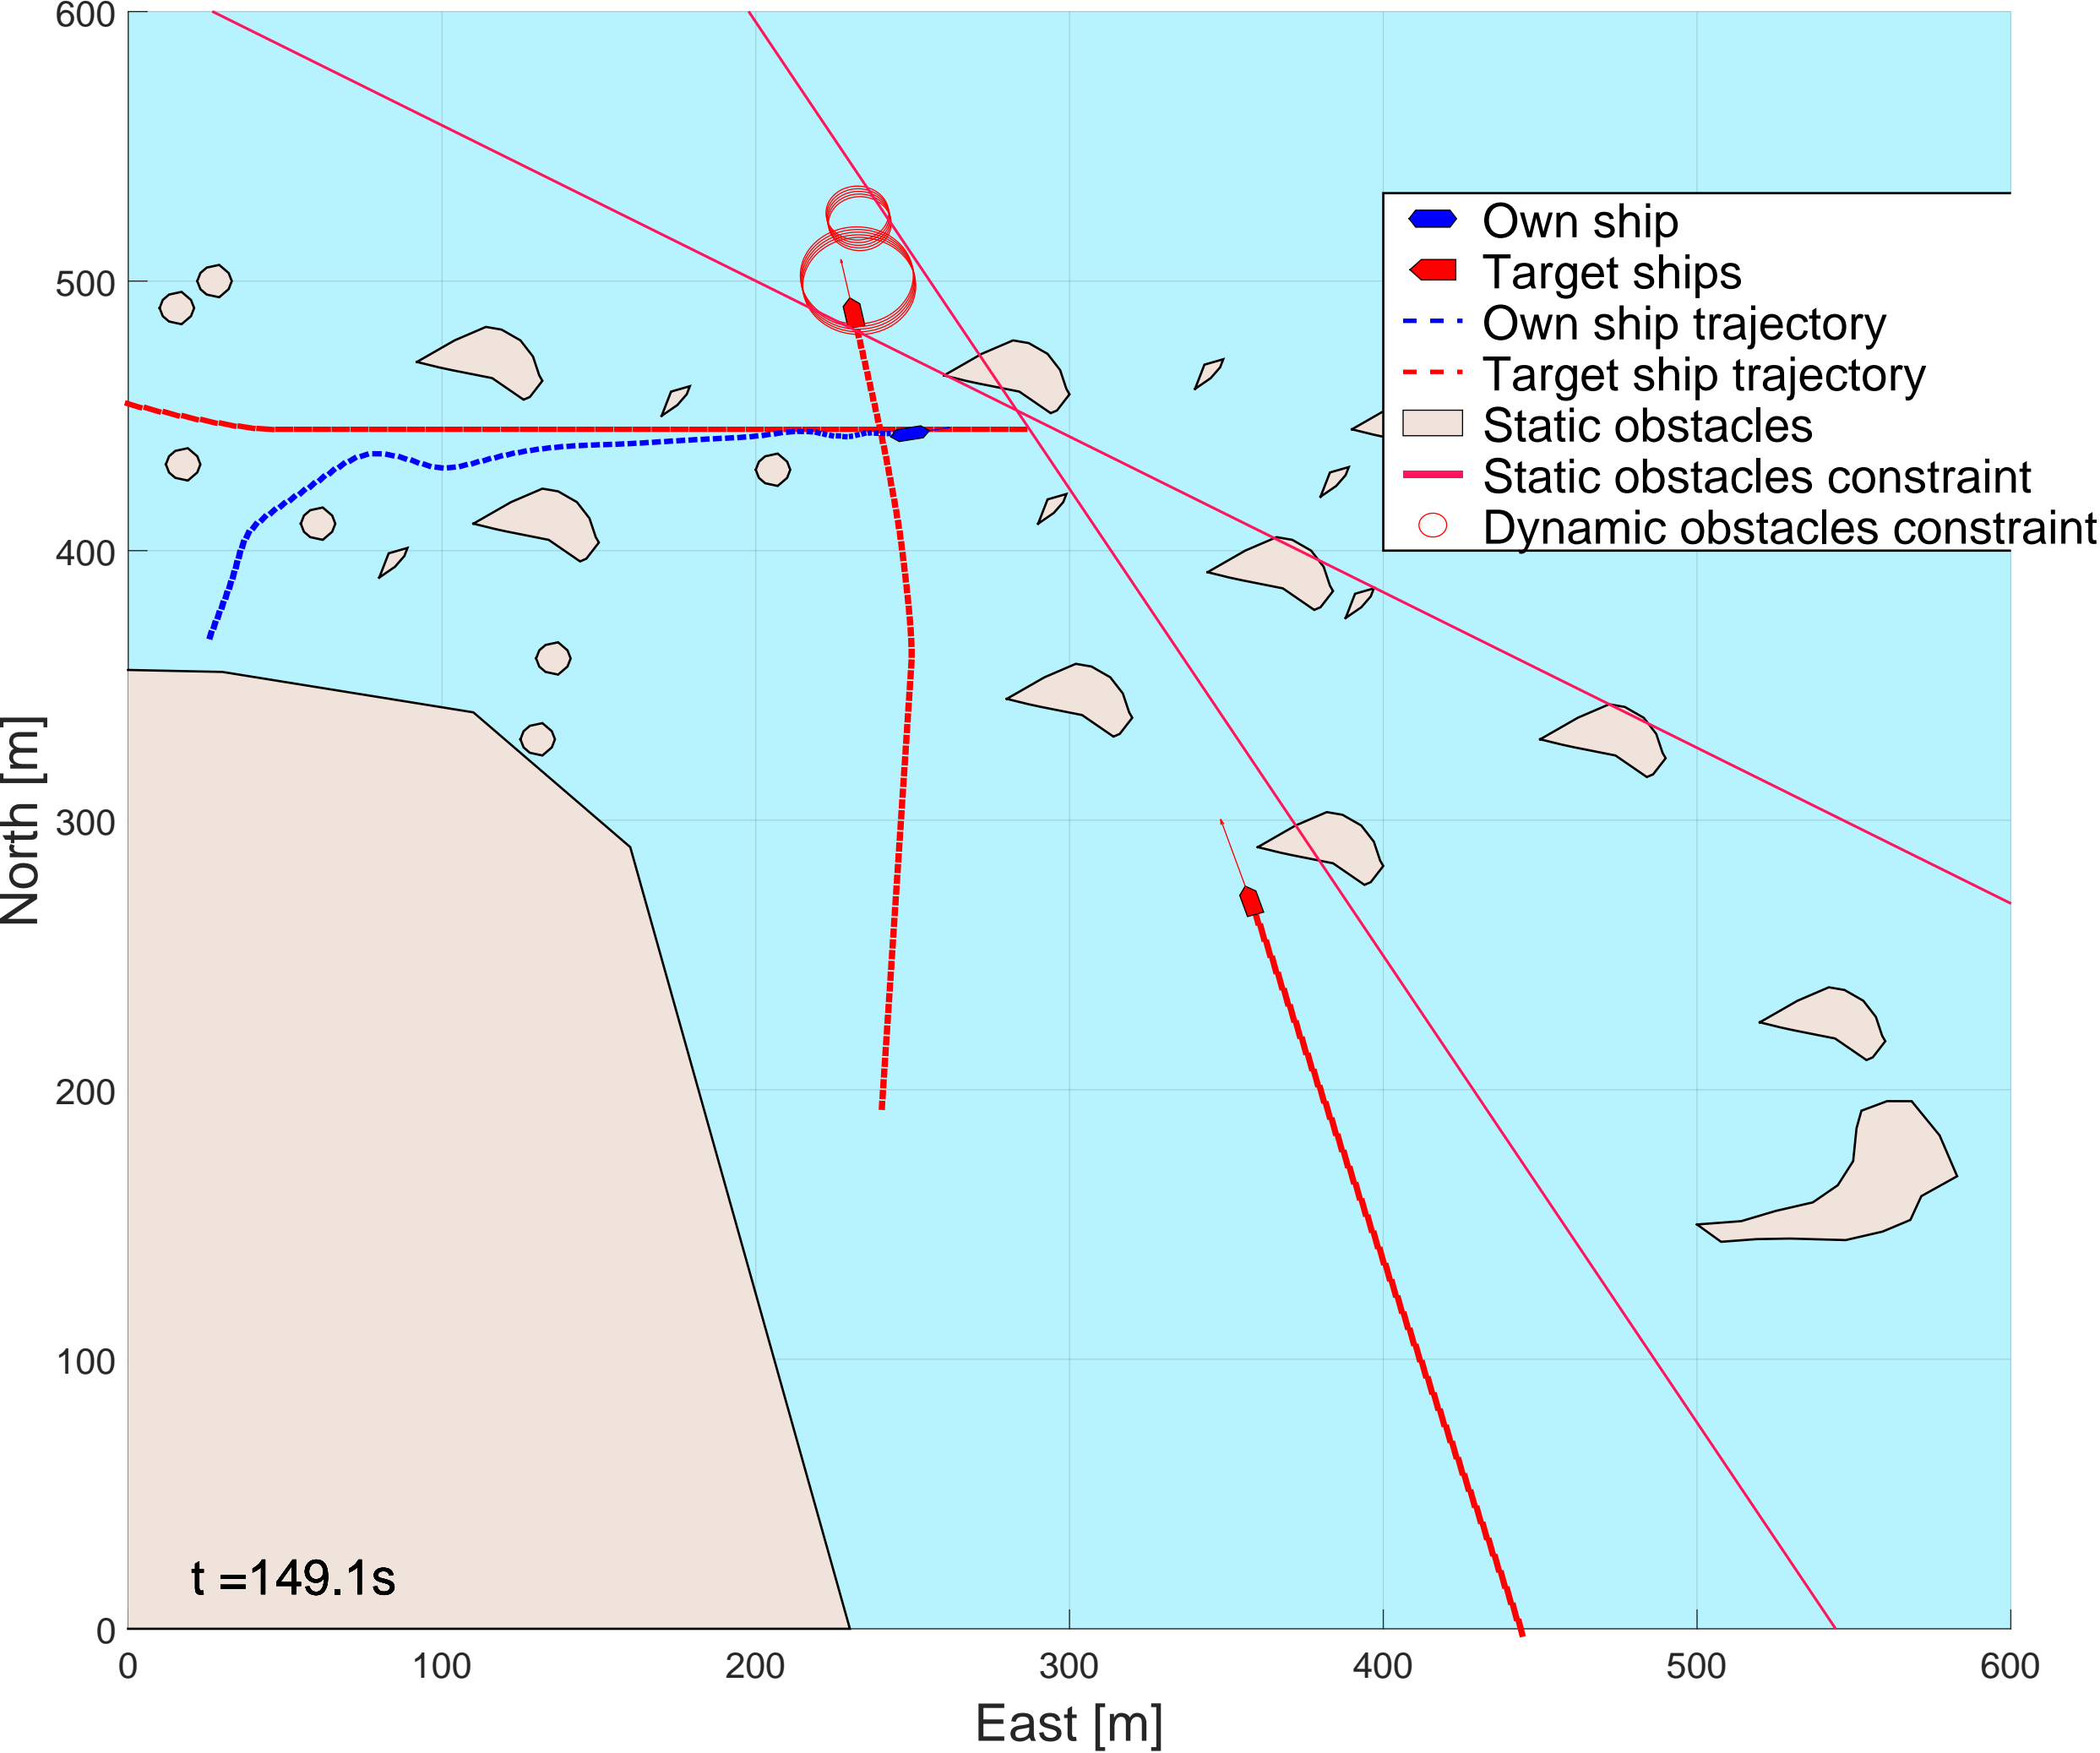 600
500
400
300
200
100
0
North [m]
Own ship
Target ships
Own ship trajectory
Target ship trajectory
Static obstacles
Static obstacles constraint
Dynamic obstacles constraint
t =149.1s
0 100 200 300 400 500 600
East [m]